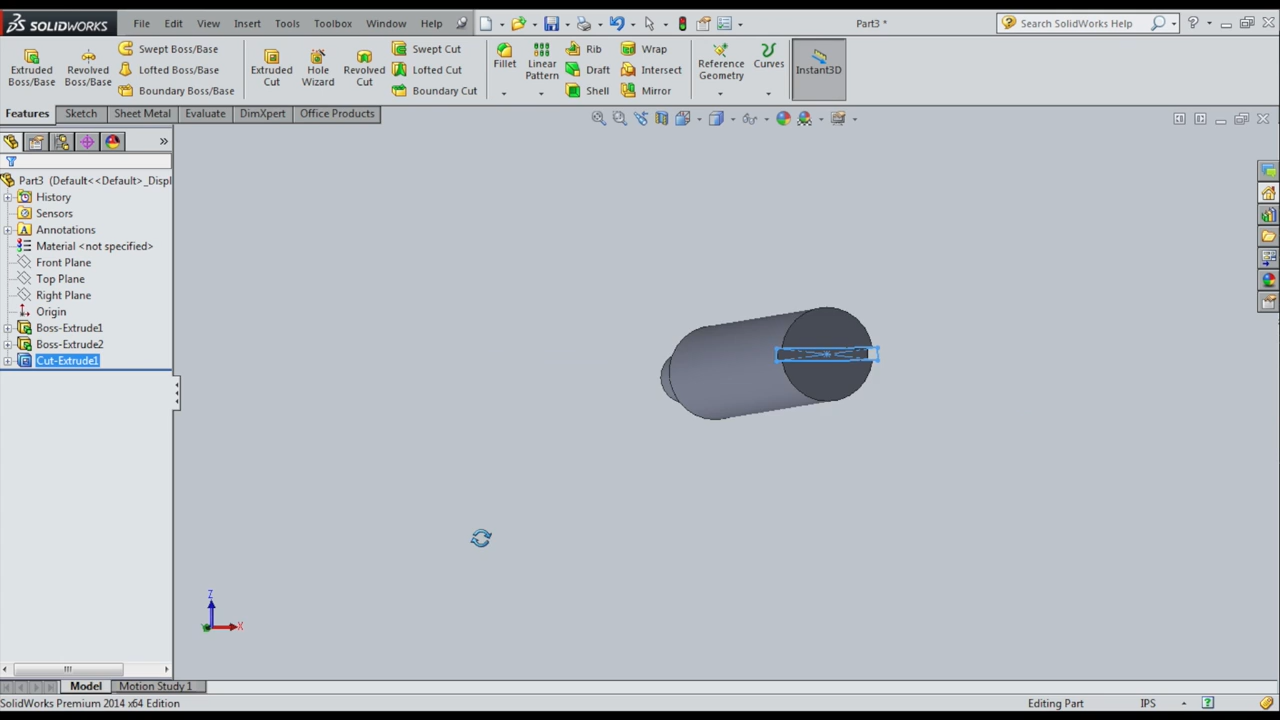 SOLIDWORKS File Edit View Insert Tools Toolbox Window Help Part3 * Search SolidWorks Help
Extruded Boss/Base
Revolved Boss/Base
Swept Boss/Base
Lofted Boss/Base
Boundary Boss/Base
Extruded Cut
Hole Wizard
Revolved Cut
Swept Cut
Lofted Cut
Boundary Cut
Fillet
Linear Pattern
Rib
Draft
Shell
Wrap
Intersect
Mirror
Reference Geometry
Curves
Instant3D
Features Sketch Sheet Metal Evaluate DimXpert Office Products
Part3 (Default<<Default>_Displ
History
Sensors
Annotations
Material <not specified>
Front Plane
Top Plane
Right Plane
Origin
Boss-Extrude1
Boss-Extrude2
Cut-Extrude1
Z
X
Model Motion Study 1
SolidWorks Premium 2014 x64 Edition Editing Part IPS